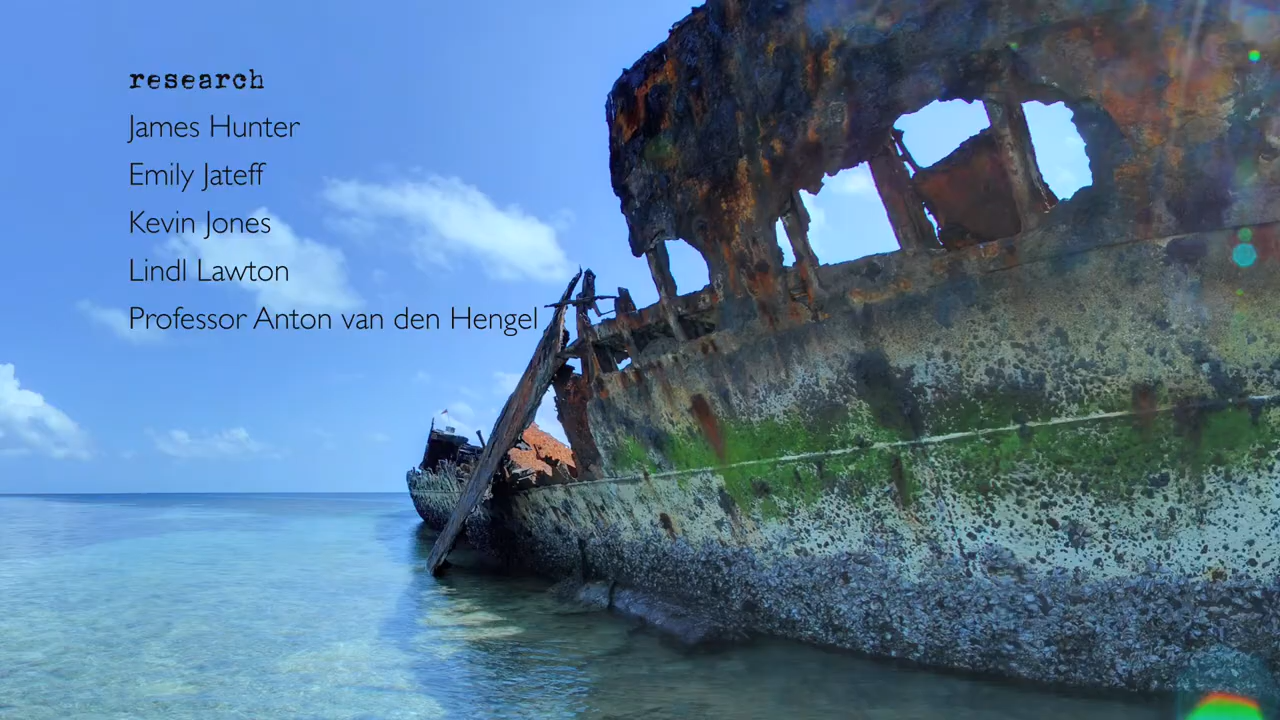 research
James Hunter
Emily Jateff
Kevin Jones
Lindl Lawton
Professor Anton van den Hengel